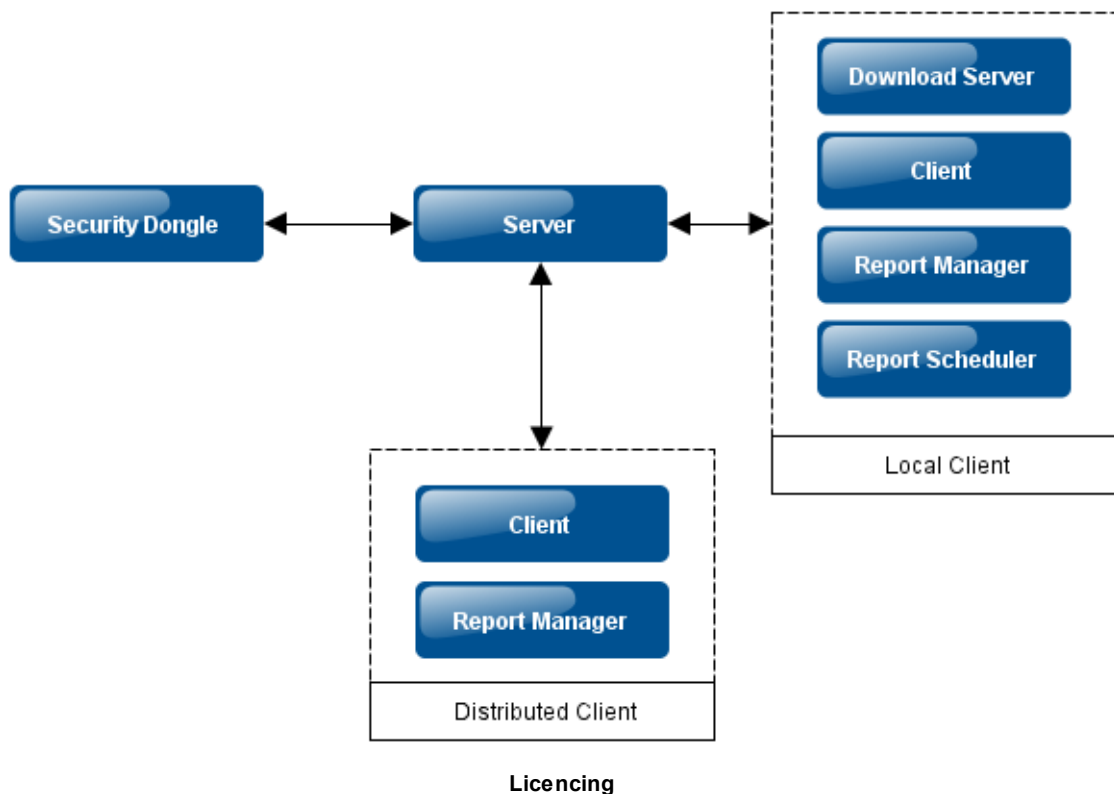 Download Server
Client
Report Manager
Report Scheduler
Local Client
Security Dongle
Server
Client
Report Manager
Distributed Client
Licencing